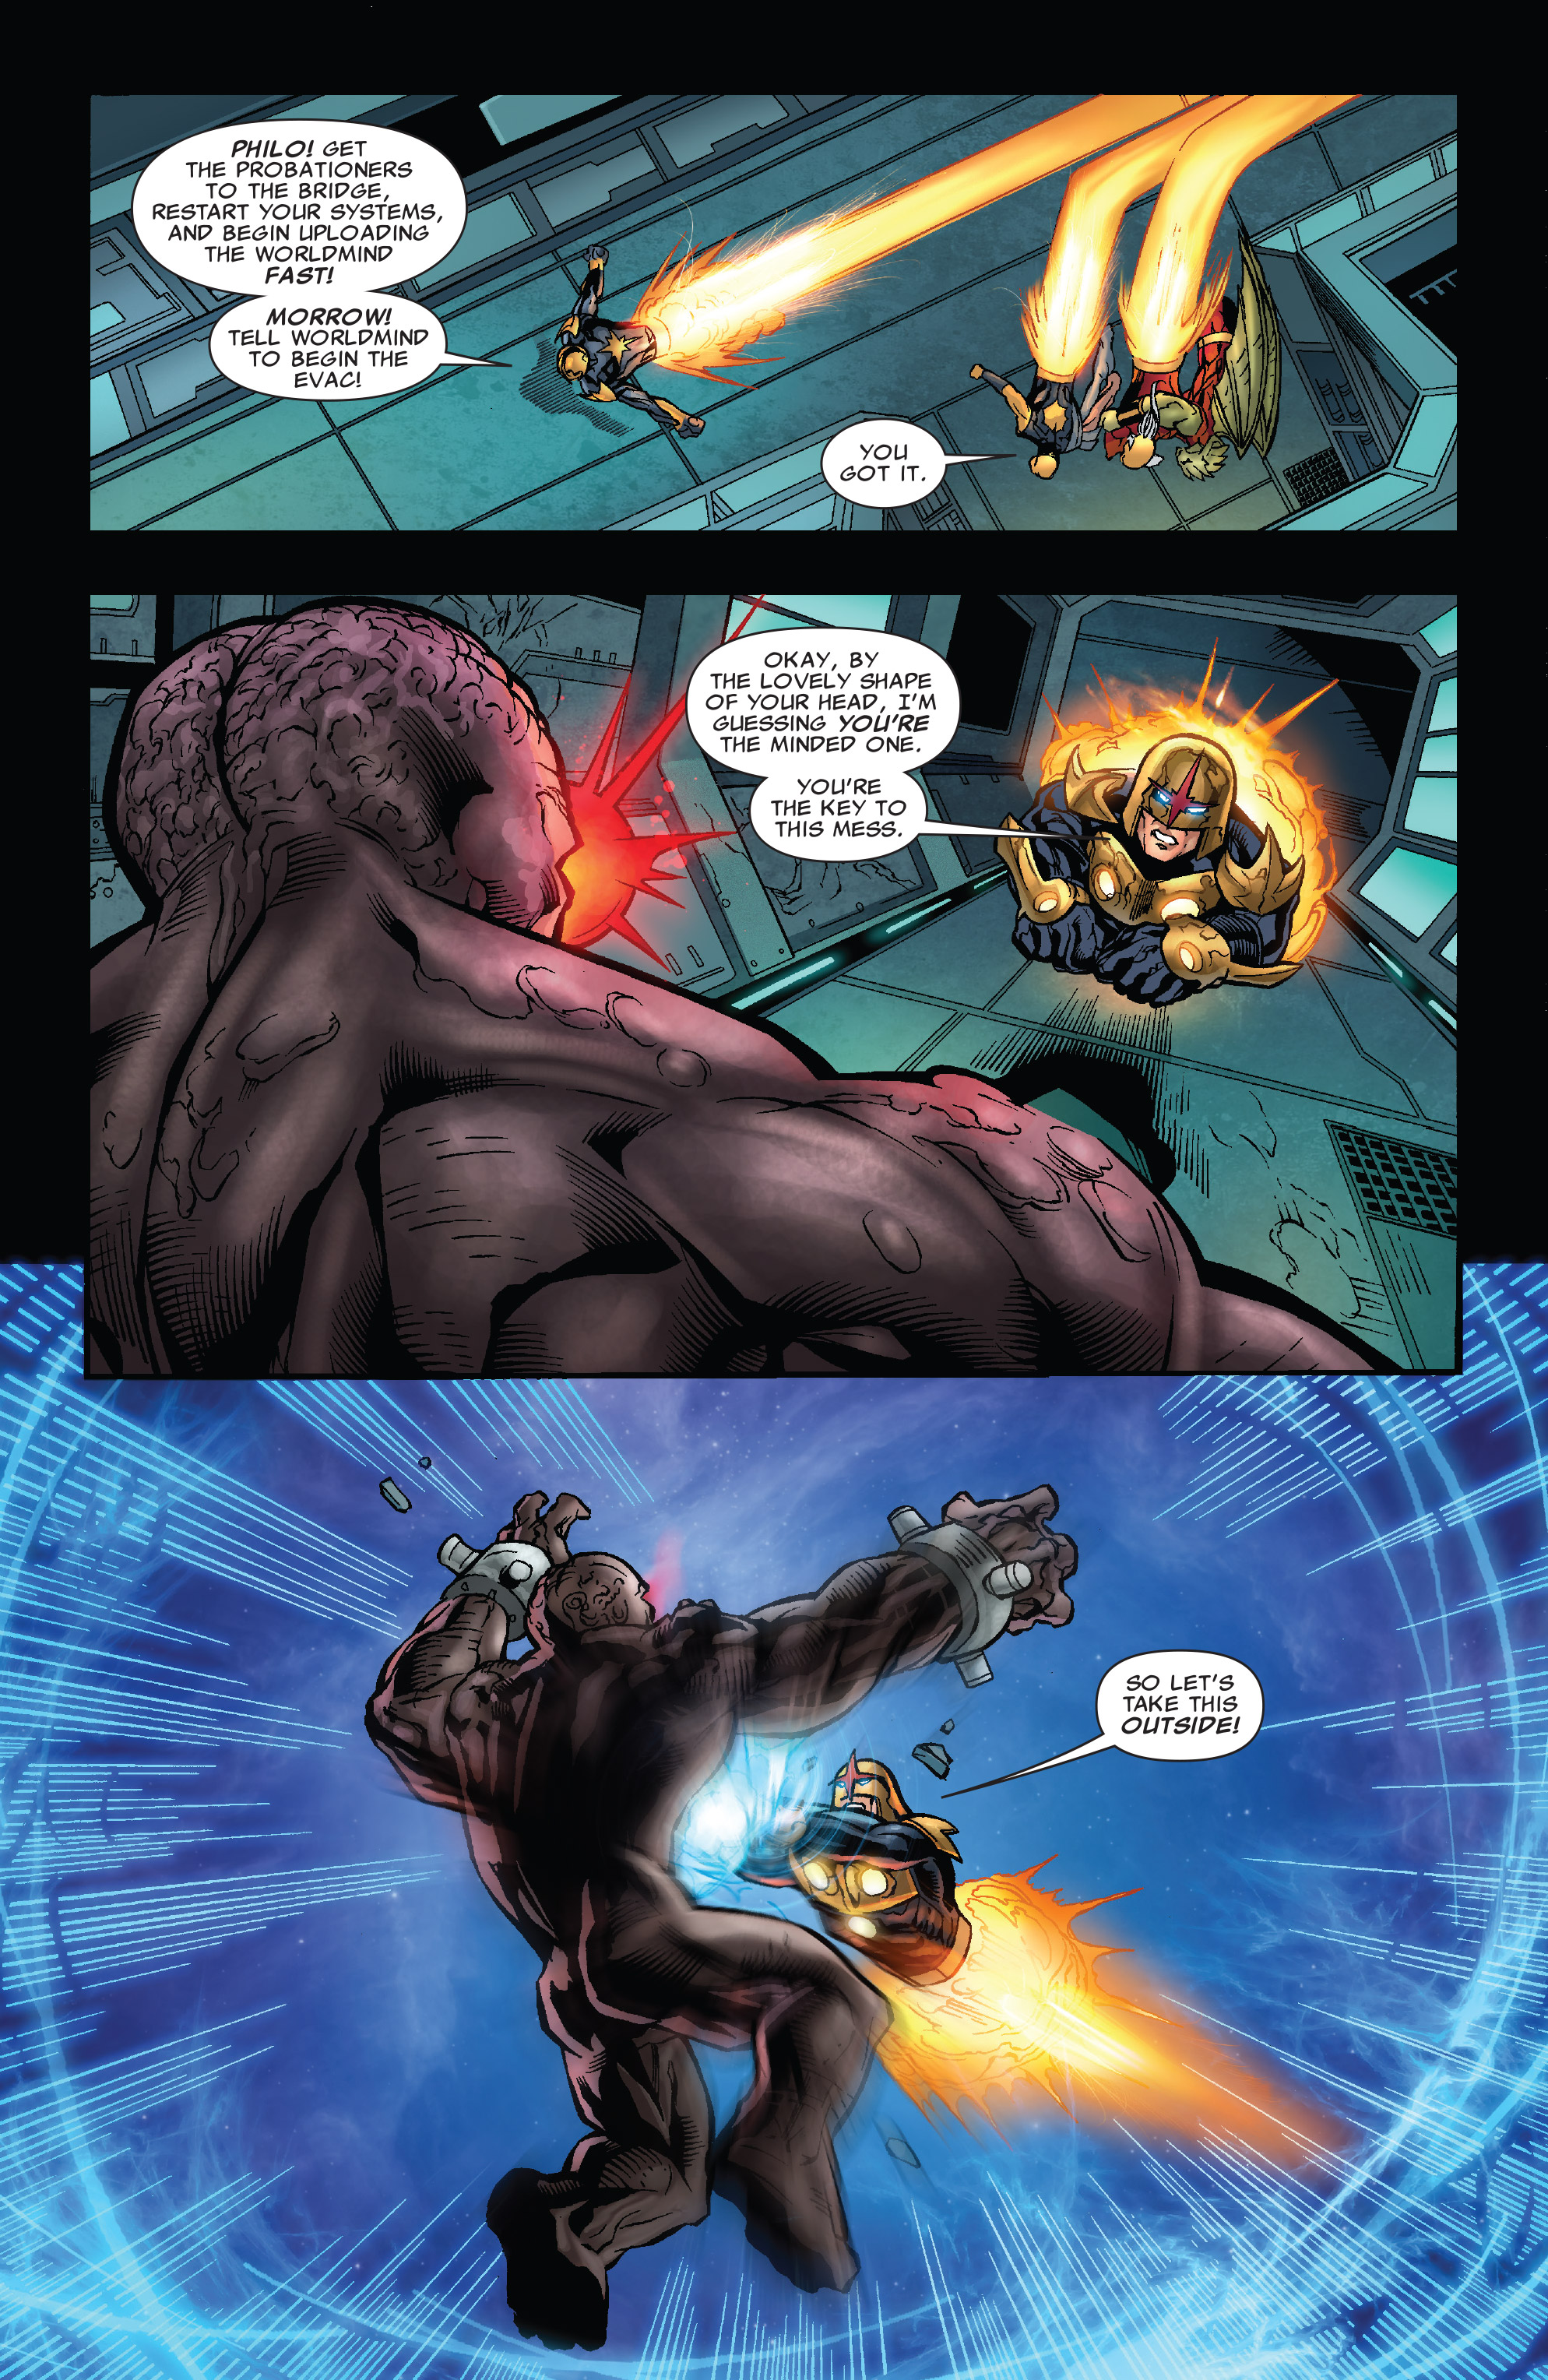 PHILO! GET
THE PROBATIONERS
TO THE BRIDGE,
RESTART YOUR SYSTEMS,
AND BEGIN UPLOADING
THE WORLDMIND
FAST!
MORROW!
TELL WORLDMIND
TO BEGIN THE
EVAC!
YOU
GOT IT.
OKAY, BY
THE LOVELY SHAPE
OF YOUR HEAD, I'M
GUESSING YOU'RE
THE MINDED ONE.
YOU'RE
THE KEY TO
THIS MESS.
SO LET'S
TAKE THIS
OUTSIDE!